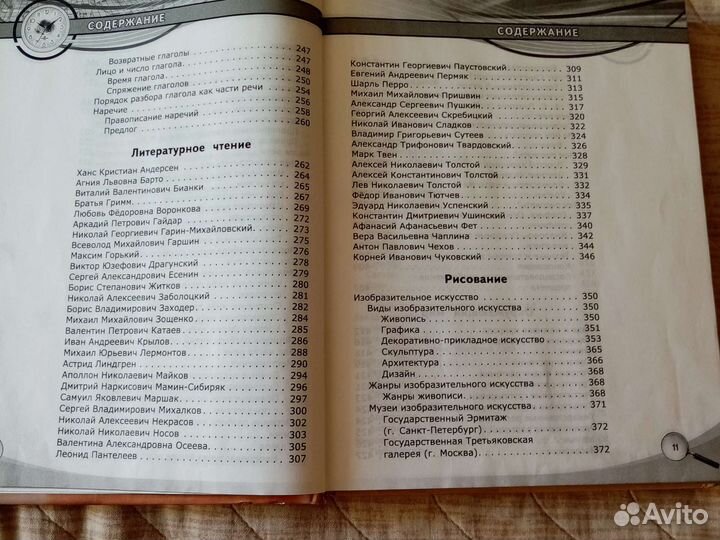 СОДЕРЖАНИЕ
Возвратные глаголы 247
Лицо и число глагола 247
Время глагола 248
Спряжение глаголов 250
Порядок разбора глагола как части речи 254
Наречие 256
Правописание наречий 258
Предлог 260
Литературное чтение
Ханс Кристиан Андерсен 262
Агния Львовна Барто 264
Виталий Валентинович Бианки 265
Братья Гримм 267
Любовь Фёдоровна Воронкова 269
Аркадий Петрович Гайдар 271
Николай Георгиевич Гарин-Михайловский 273
Всеволод Михайлович Гаршин 275
Максим Горький 276
Виктор Юзефович Драгунский 278
Сергей Александрович Есенин 279
Борис Степанович Житков 280
Николай Алексеевич Заболоцкий 281
Борис Владимирович Заходер 282
Михаил Михайлович Зощенко 284
Валентин Петрович Катаев 285
Иван Андреевич Крылов 286
Михаил Юрьевич Лермонтов 288
Астрид Линдгрен 290
Аполлон Николаевич Майков 294
Дмитрий Наркисович Мамин-Сибиряк 296
Самуил Яковлевич Маршак 297
Сергей Владимирович Михалков 300
Николай Алексеевич Некрасов 302
Николай Николаевич Носов 303
Валентина Александровна Осеева 305
Леонид Пантелеев 307
СОДЕРЖАНИЕ
Константин Георгиевич Паустовский 309
Евгений Андреевич Пермяк 311
Шарль Перро 313
Михаил Михайлович Пришвин 315
Александр Сергеевич Пушкин 317
Георгий Алексеевич Скребицкий 320
Николай Иванович Сладков 322
Владимир Григорьевич Сутеев 324
Александр Трифонович Твардовский 326
Марк Твен 328
Алексей Николаевич Толстой 329
Алексей Константинович Толстой 331
Лев Николаевич Толстой 332
Фёдор Иванович Тютчев 334
Эдуард Николаевич Успенский 335
Константин Дмитриевич Ушинский 337
Афанасий Афанасьевич Фет 340
Вера Васильевна Чаплина 342
Антон Павлович Чехов 344
Корней Иванович Чуковский 346
Рисование
Изобразительное искусство 350
Виды изобразительного искусства 350
Живопись 350
Графика 351
Декоративно-прикладное искусство 353
Скульптура 365
Архитектура 366
Дизайн 368
Жанры изобразительного искусства 368
Жанры живописи 368
Музеи изобразительного искусства 371
Государственный Эрмитаж
(г. Санкт-Петербург) 372
Государственная Третьяковская
галерея (г. Москва) 372
11
Avito